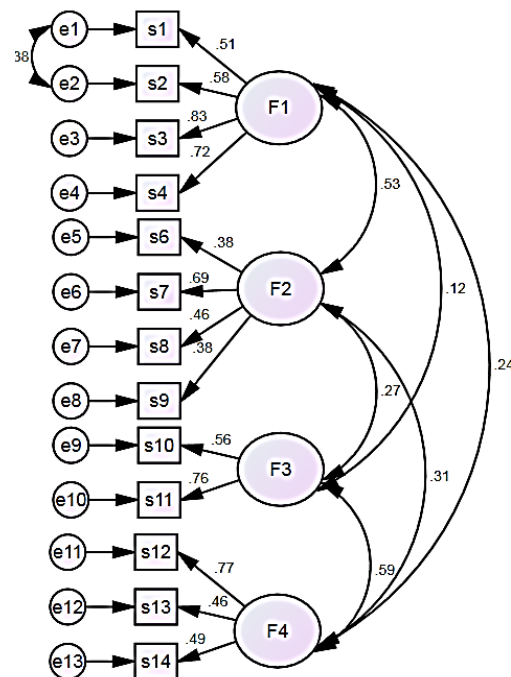 e1 s1
.51
.38
e2 s2 .58 F1
e3 s3 .83
.72
e4 s4
.53
e5 s6 .38
e6 s7 .69 F2 .12
e7 s8 .46
.38
.24
e8 s9
.27
e9 s10 .56 F3
.31
e10 s11 .76
e11 s12 .77
.59
e12 s13 .46 F4
e13 s14 .49